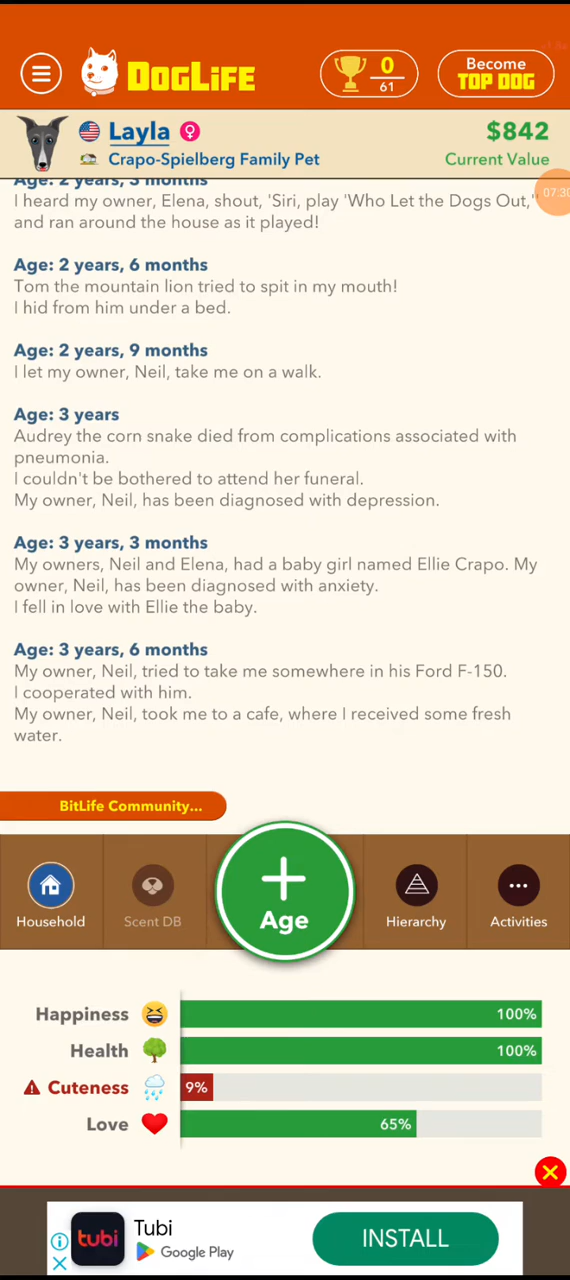 DOGLIFE
0
61
Become
TOP DOG
Layla
$842
Crapo-Spielberg Family Pet
Current Value
Age: 2 years, 3 months
07:30
I heard my owner, Elena, shout, 'Siri, play 'Who Let the Dogs Out,'
and ran around the house as it played!
Age: 2 years, 6 months
Tom the mountain lion tried to spit in my mouth!
I hid from him under a bed.
Age: 2 years, 9 months
I let my owner, Neil, take me on a walk.
Age: 3 years
Audrey the corn snake died from complications associated with
pneumonia.
I couldn't be bothered to attend her funeral.
My owner, Neil, has been diagnosed with depression.
Age: 3 years, 3 months
My owners, Neil and Elena, had a baby girl named Ellie Crapo. My
owner, Neil, has been diagnosed with anxiety.
I fell in love with Ellie the baby.
Age: 3 years, 6 months
My owner, Neil, tried to take me somewhere in his Ford F-150.
I cooperated with him.
My owner, Neil, took me to a cafe, where I received some fresh
water.
BitLife Community...
Household
Scent DB
Age
Hierarchy
Activities
Happiness 100%
Health 100%
Cuteness 9%
Love 65%
tubi
Tubi
Google Play
INSTALL